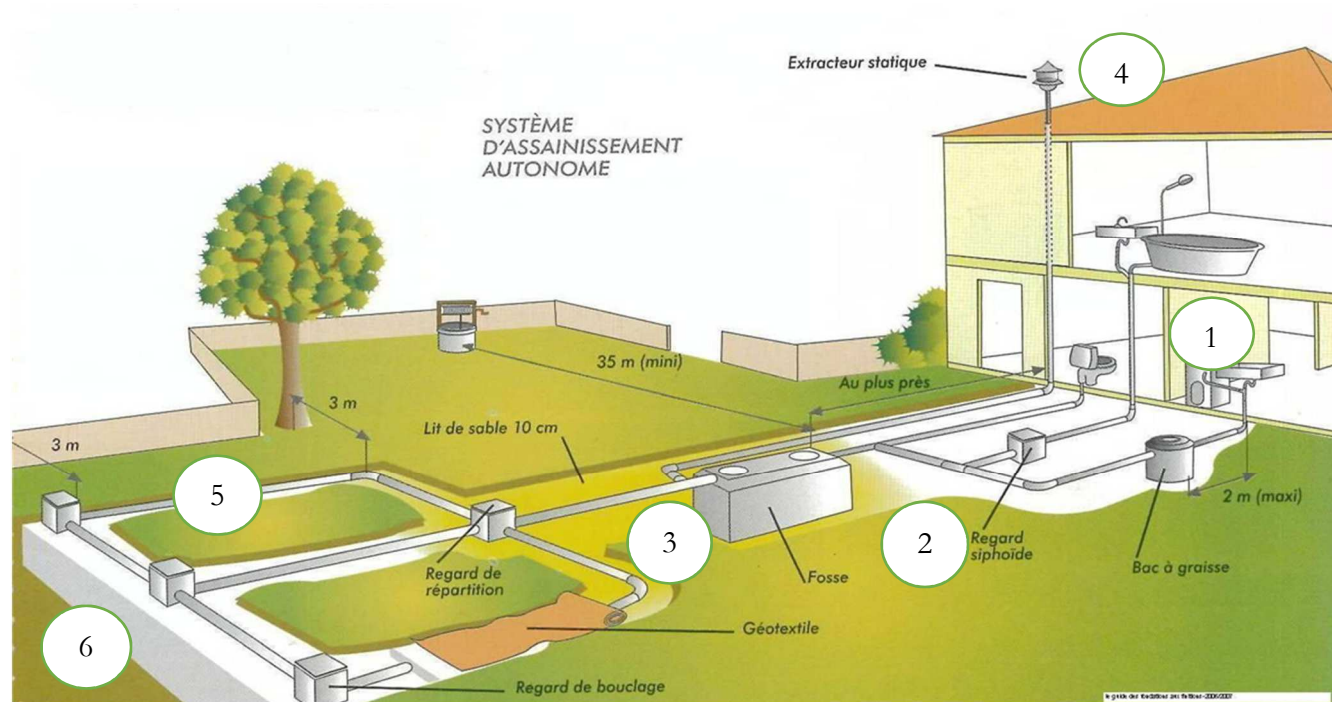 Extracteur statique
4
SYSTÈME
D'ASSAINISSEMENT
AUTONOME
1
35 m (mini)
Au plus près
3 m
Lit de sable 10 cm
3 m
5
2 m (maxi)
3
2
Regard
siphoïde
Bac à graisse
Regard de
répartition
Fosse
Géotextile
6
Regard de bouclage